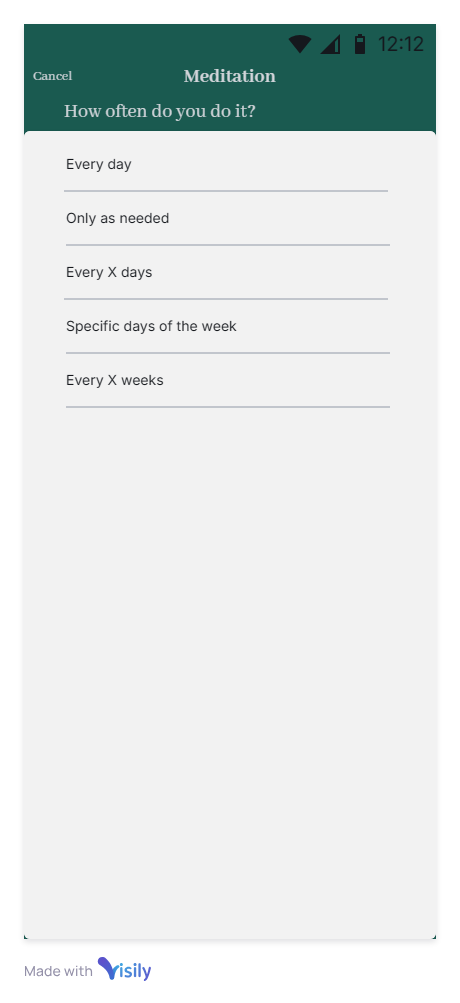 12:12
Cancel
Meditation
How often do you do it?
Every day
Only as needed
Every X days
Specific days of the week
Every X weeks
Made with Visily